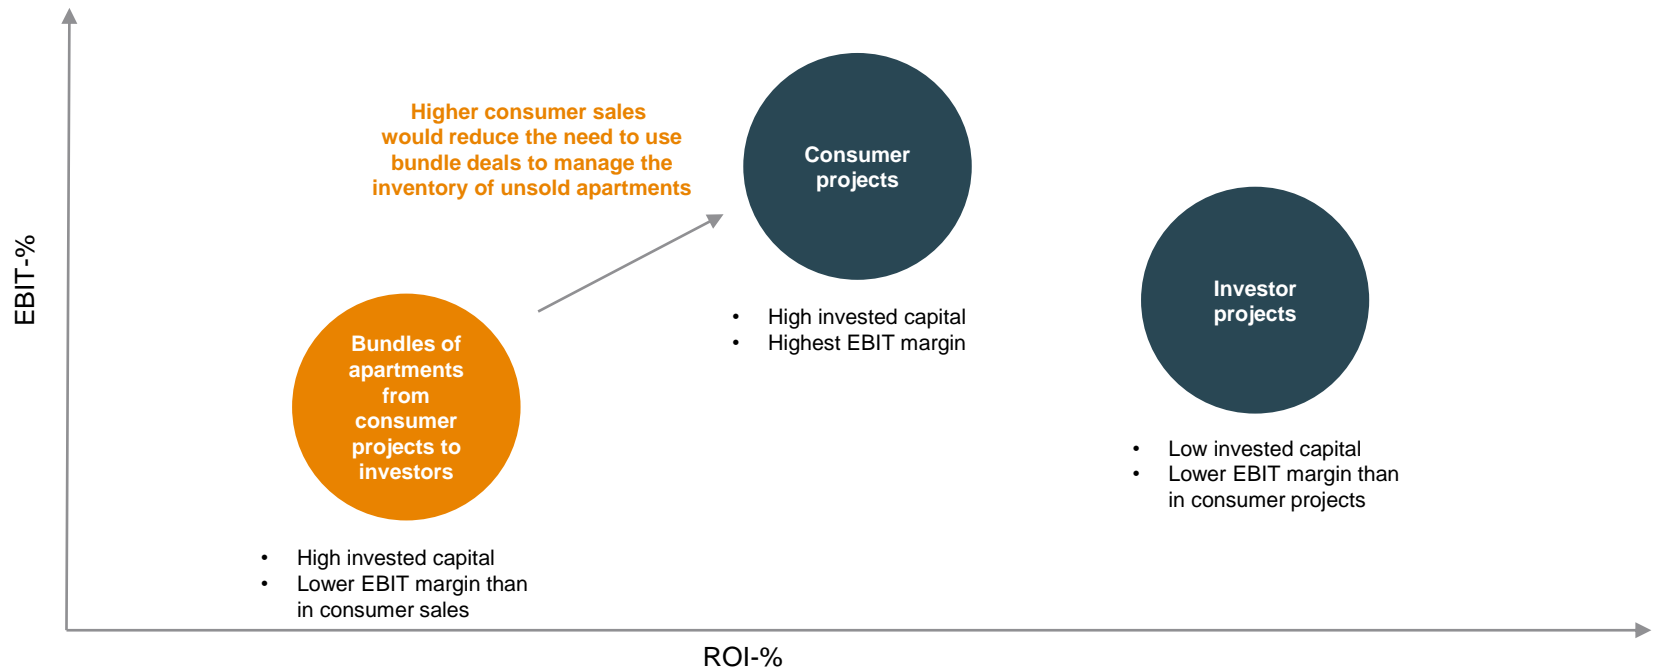 EBIT-%
Higher consumer sales
would reduce the need to use
bundle deals to manage the
inventory of unsold apartments
Consumer
projects
• High invested capital
• Highest EBIT margin
Investor
projects
• Low invested capital
• Lower EBIT margin than
in consumer projects
Bundles of
apartments
from
consumer
projects to
investors
• High invested capital
• Lower EBIT margin than
in consumer sales
ROI-%